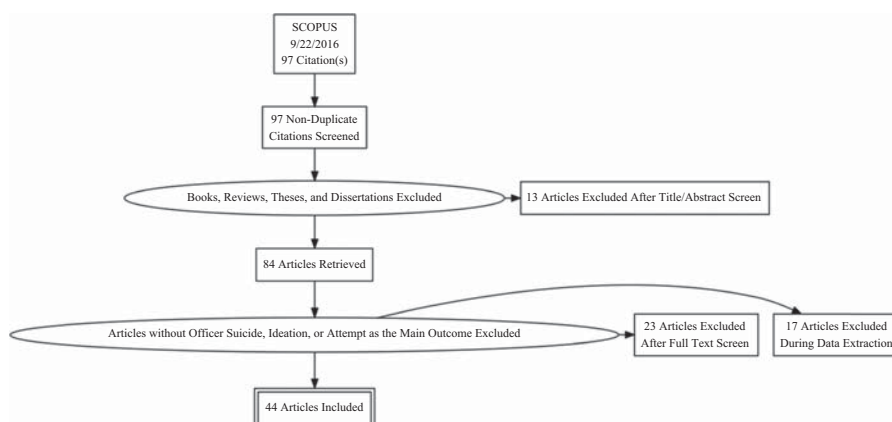 SCOPUS
9/22/2016
97 Citation(s)
97 Non-Duplicate
Citations Screened
Books, Reviews, Theses, and Dissertations Excluded
13 Articles Excluded After Title/Abstract Screen
84 Articles Retrieved
Articles without Officer Suicide, Ideation, or Attempt as the Main Outcome Excluded
23 Articles Excluded
After Full Text Screen
17 Articles Excluded
During Data Extraction
44 Articles Included